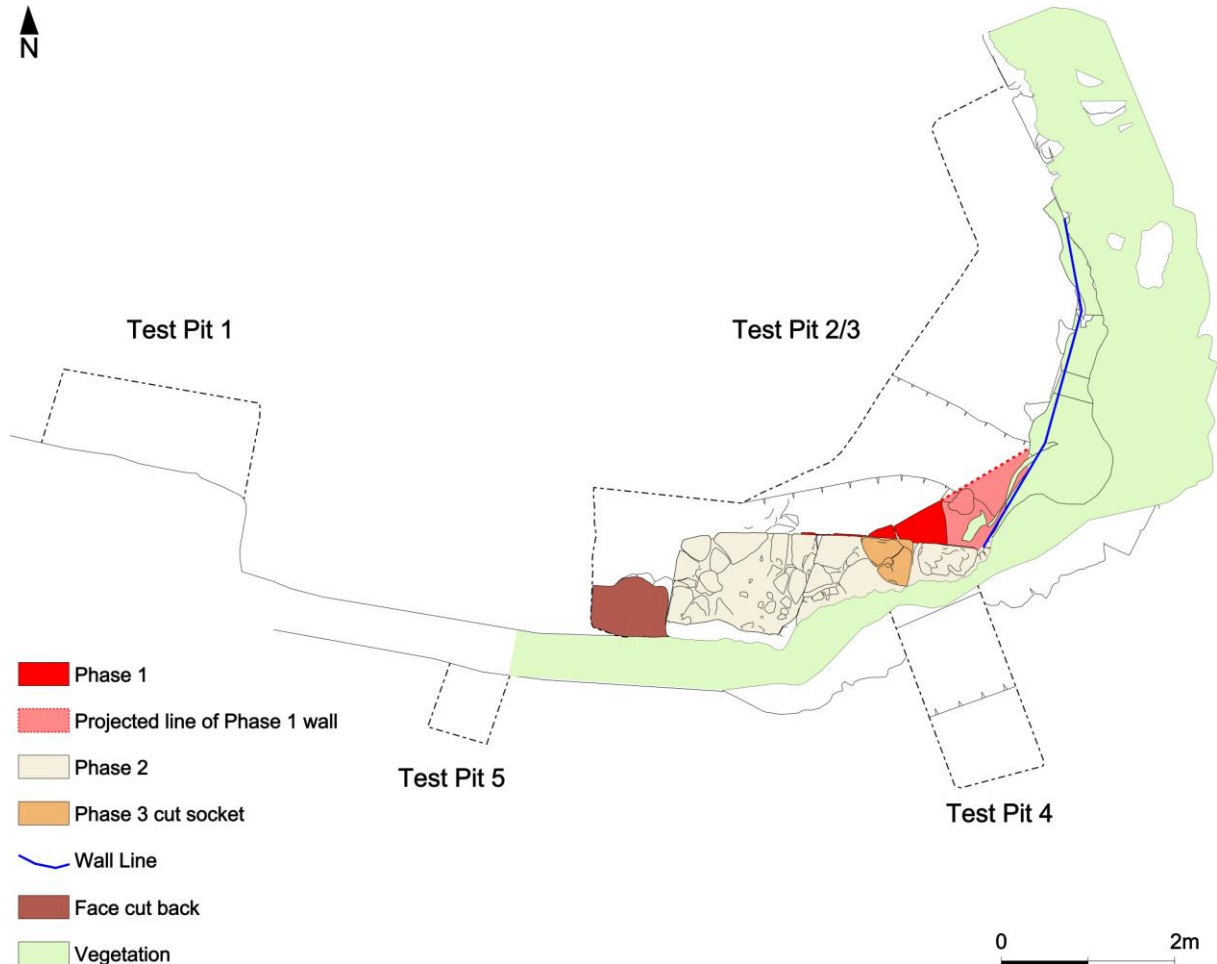 N
Test Pit 1
Test Pit 2/3
Test Pit 5
Test Pit 4
Phase 1
Projected line of Phase 1 wall
Phase 2
Phase 3 cut socket
Wall Line
Face cut back
Vegetation
0 2m